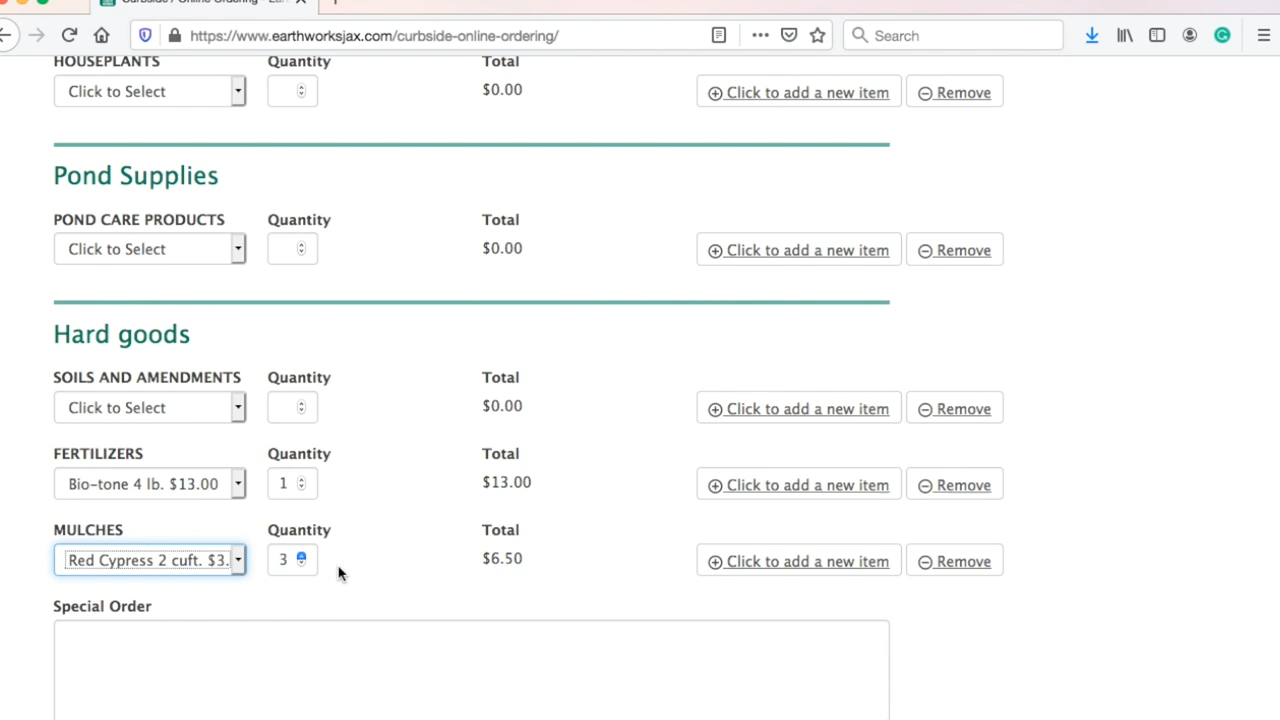 Curbside / Online Ordering - Ear
https://www.earthworksjax.com/curbside-online-ordering/
Search
HOUSEPLANTS Quantity Total
Click to Select $0.00 Click to add a new item Remove
Pond Supplies
POND CARE PRODUCTS Quantity Total
Click to Select $0.00 Click to add a new item Remove
Hard goods
SOILS AND AMENDMENTS Quantity Total
Click to Select $0.00 Click to add a new item Remove
FERTILIZERS Quantity Total
Bio-tone 4 lb. $13.00 1 $13.00 Click to add a new item Remove
MULCHES Quantity Total
Red Cypress 2 cuft. $3. 3 $6.50 Click to add a new item Remove
Special Order